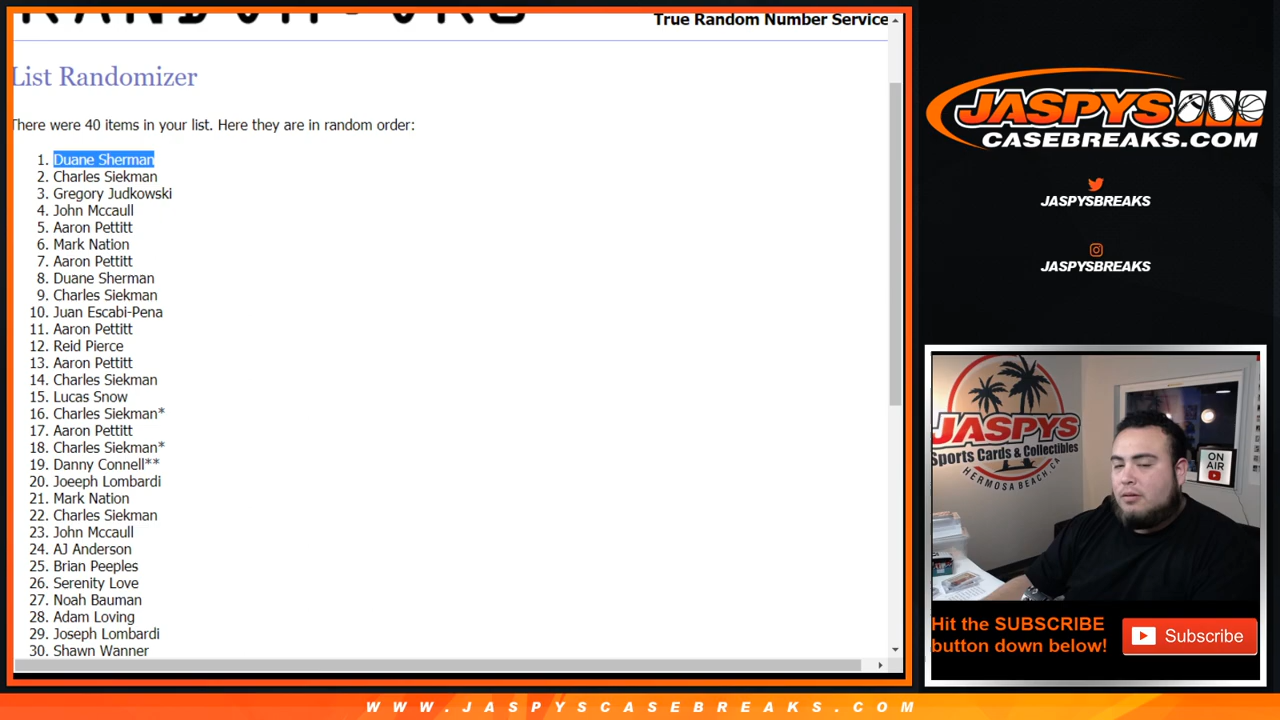 True Random Number Service
List Randomizer
There were 40 items in your list. Here they are in random order:
1. Duane Sherman
2. Charles Siekman
3. Gregory Judkowski
4. John Mccaull
5. Aaron Pettitt
6. Mark Nation
7. Aaron Pettitt
8. Duane Sherman
9. Charles Siekman
10. Juan Escabi-Pena
11. Aaron Pettitt
12. Reid Pierce
13. Aaron Pettitt
14. Charles Siekman
15. Lucas Snow
16. Charles Siekman*
17. Aaron Pettitt
18. Charles Siekman*
19. Danny Connell**
20. Joeeph Lombardi
21. Mark Nation
22. Charles Siekman
23. John Mccaull
24. AJ Anderson
25. Brian Peeples
26. Serenity Love
27. Noah Bauman
28. Adam Loving
29. Joseph Lombardi
30. Shawn Wanner
JASPYS
CASEBREAKS.COM
JASPYSBREAKS
JASPYSBREAKS
JASPYS
Sports Cards & Collectibles
HERMOSA BEACH, CA
ON
AIR
Hit the SUBSCRIBE
button down below!
Subscribe
WWW.JASPYSCASEBREAKS.COM